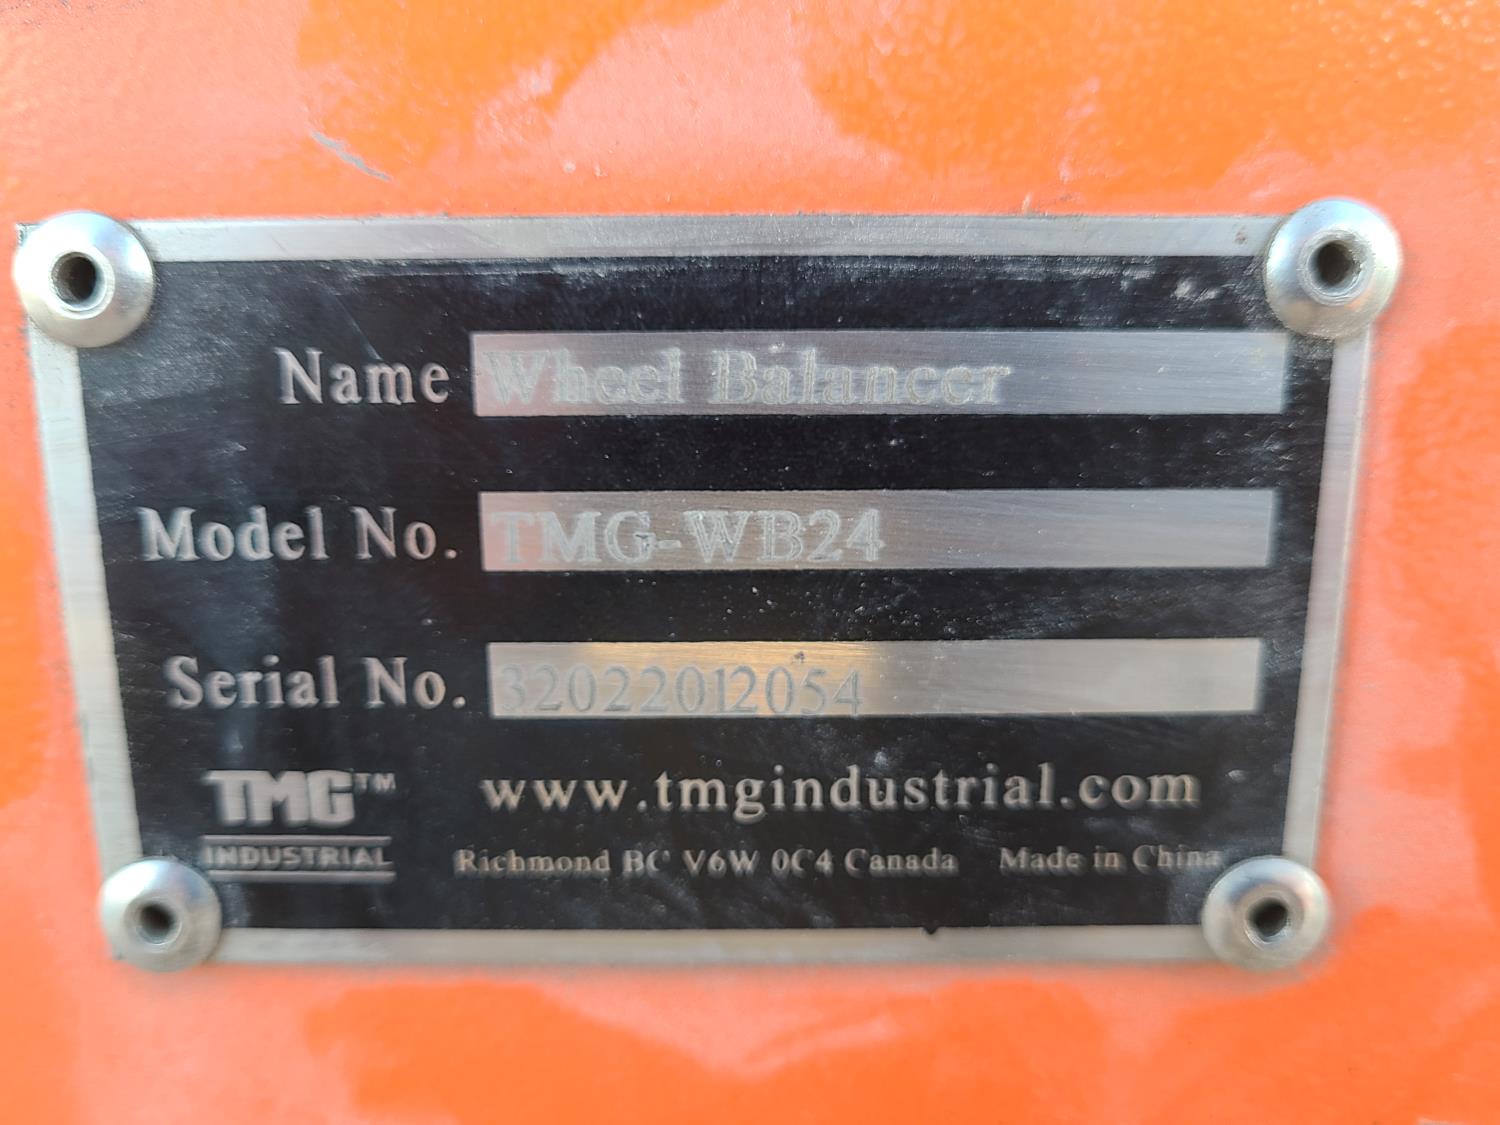 Name Wheel Balancer
Model No. TMG-WB24
Serial No. 32022012054
TMG™ www.tmgindustrial.com
INDUSTRIAL Richmond BC V6W 0C4 Canada Made in China